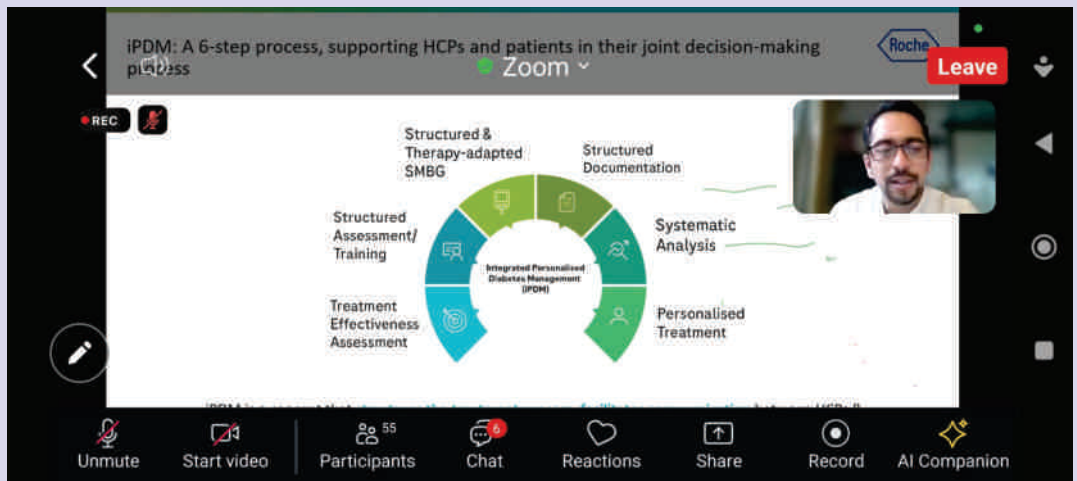 iPDM: A 6-step process, supporting HCPs and patients in their joint decision-making
process
Roche
Zoom
Leave
REC
Structured &
Therapy-adapted
SMBG
Structured
Documentation
Structured
Assessment/
Training
Systematic
Analysis
Integrated Personalised
Diabetes Management
(iPDM)
Treatment
Effectiveness
Assessment
Personalised
Treatment
55
6
Unmute
Start video
Participants
Chat
Reactions
Share
Record
AI Companion